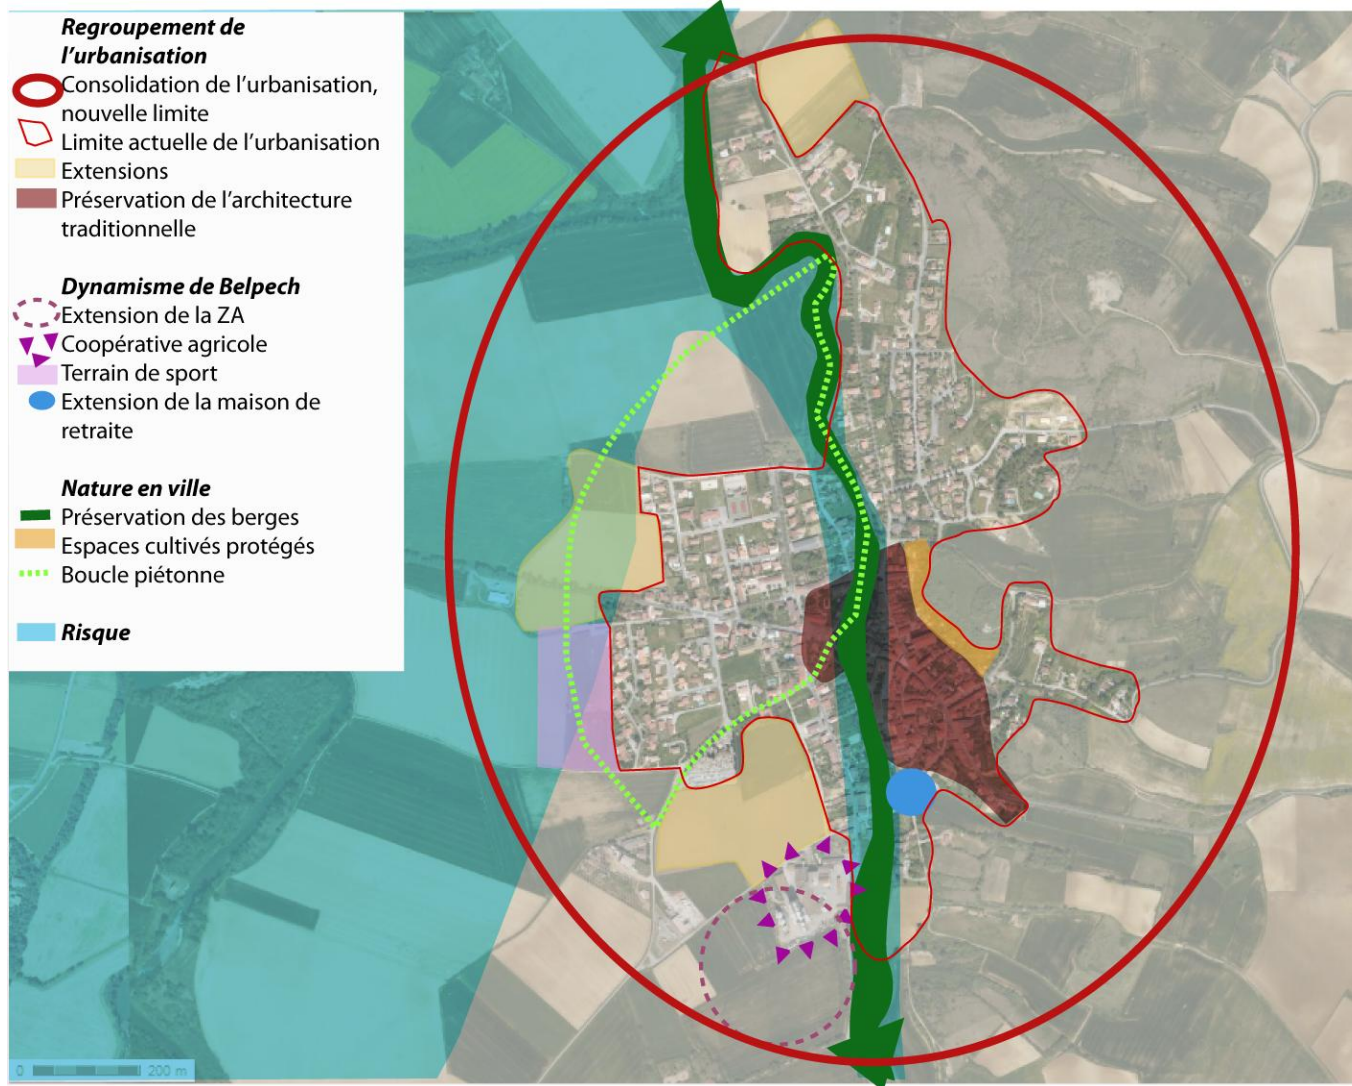 Regroupement de
l'urbanisation
Consolidation de l'urbanisation,
nouvelle limite
Limite actuelle de l'urbanisation
Extensions
Préservation de l'architecture
traditionnelle
Dynamisme de Belpech
Extension de la ZA
Coopérative agricole
Terrain de sport
Extension de la maison de
retraite
Nature en ville
Préservation des berges
Espaces cultivés protégés
Boucle piétonne
Risque
0 200 m